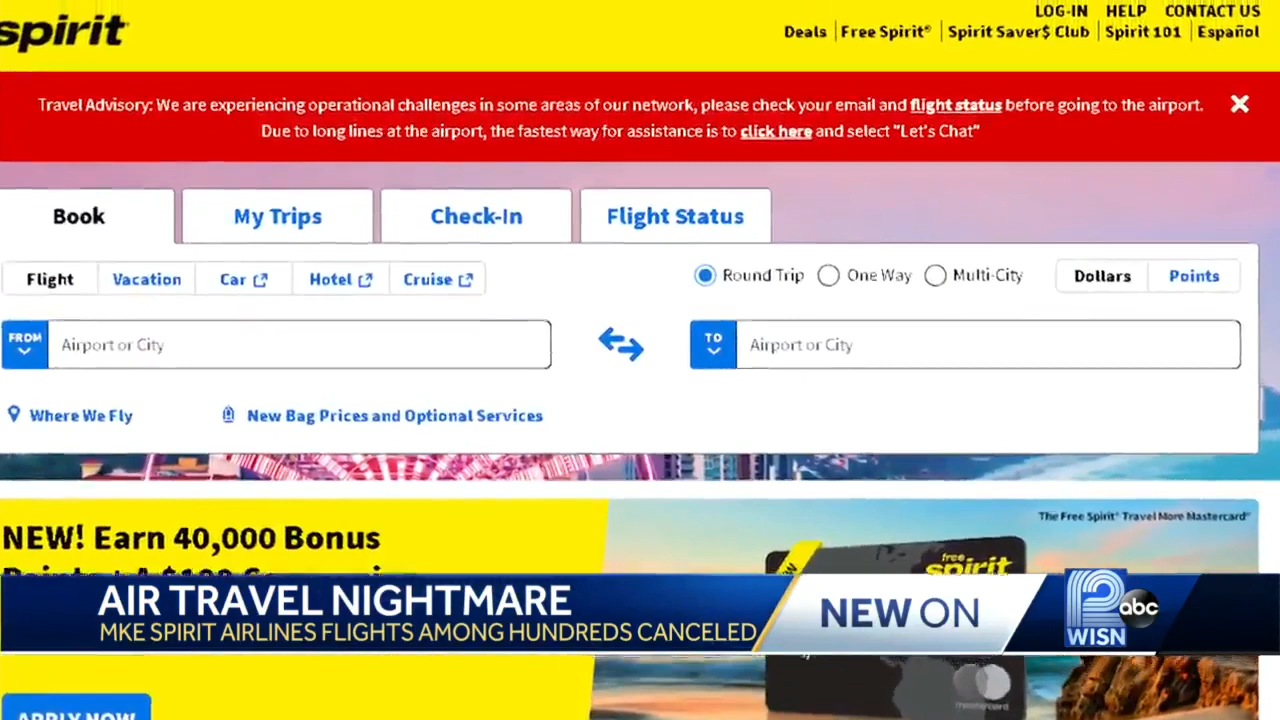 spirit
LOG-IN HELP CONTACT US
Deals Free Spirit® Spirit Saver$ Club Spirit 101 Español
Travel Advisory: We are experiencing operational challenges in some areas of our network, please check your email and flight status before going to the airport.
Due to long lines at the airport, the fastest way for assistance is to click here and select "Let's Chat"
Book My Trips Check-In Flight Status
Flight Vacation Car Hotel Cruise
Round Trip One Way Multi-City Dollars Points
FROM Airport or City
TO Airport or City
Where We Fly New Bag Prices and Optional Services
NEW! Earn 40,000 Bonus
The Free Spirit® Travel More Mastercard®
free
spirit
AIR TRAVEL NIGHTMARE
MKE SPIRIT AIRLINES FLIGHTS AMONG HUNDREDS CANCELED
NEW ON
12 abc
WISN
mastercard
APPLY NOW